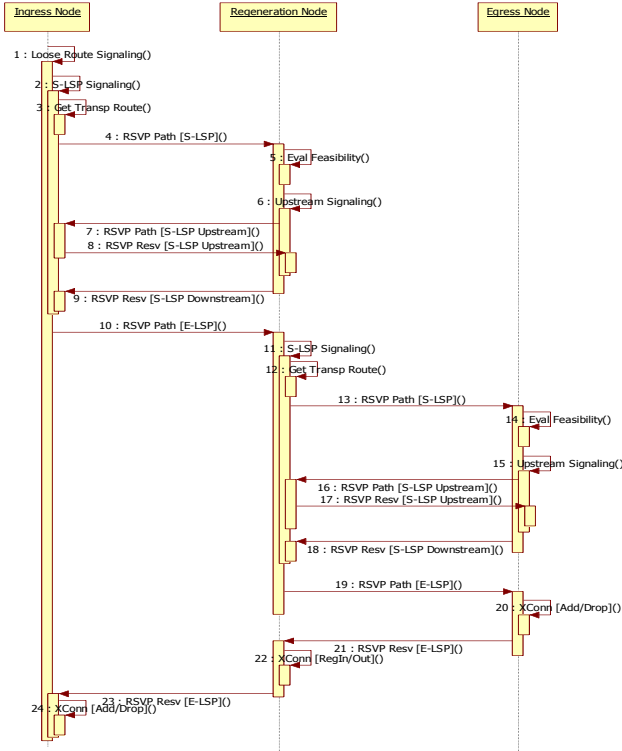 Ingress Node
Regeneration Node
Egress Node
1 : Loose Route Signaling()
2 : S-LSP Signaling()
3 : Get Transp Route()
4 : RSVP Path [S-LSP]()
5 : Eval Feasibility()
6 : Upstream Signaling()
7 : RSVP Path [S-LSP Upstream]()
8 : RSVP Resv [S-LSP Upstream]()
9 : RSVP Resv [S-LSP Downstream]()
10 : RSVP Path [E-LSP]()
11 : S-LSP Signaling()
12 : Get Transp Route()
13 : RSVP Path [S-LSP]()
14 : Eval Feasibility()
15 : Upstream Signaling()
16 : RSVP Path [S-LSP Upstream]()
17 : RSVP Resv [S-LSP Upstream]()
18 : RSVP Resv [S-LSP Downstream]()
19 : RSVP Path [E-LSP]()
20 : XConn [Add/Drop]()
21 : RSVP Resv [E-LSP]()
22 : XConn [RegIn/Out]()
23 : RSVP Resv [E-LSP]()
24 : XConn [Add/Drop]()